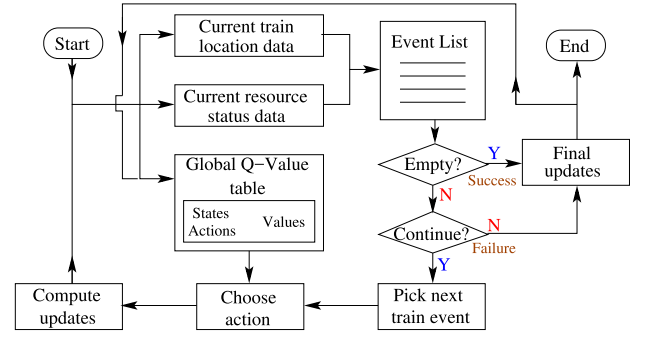 Start
Current train
location data
Event List
End
Current resource
status data
Empty?
Y
Success
Final
updates
Global Q−Value
table
States
Actions
Values
N
Continue?
N
Failure
Y
Compute
updates
Choose
action
Pick next
train event